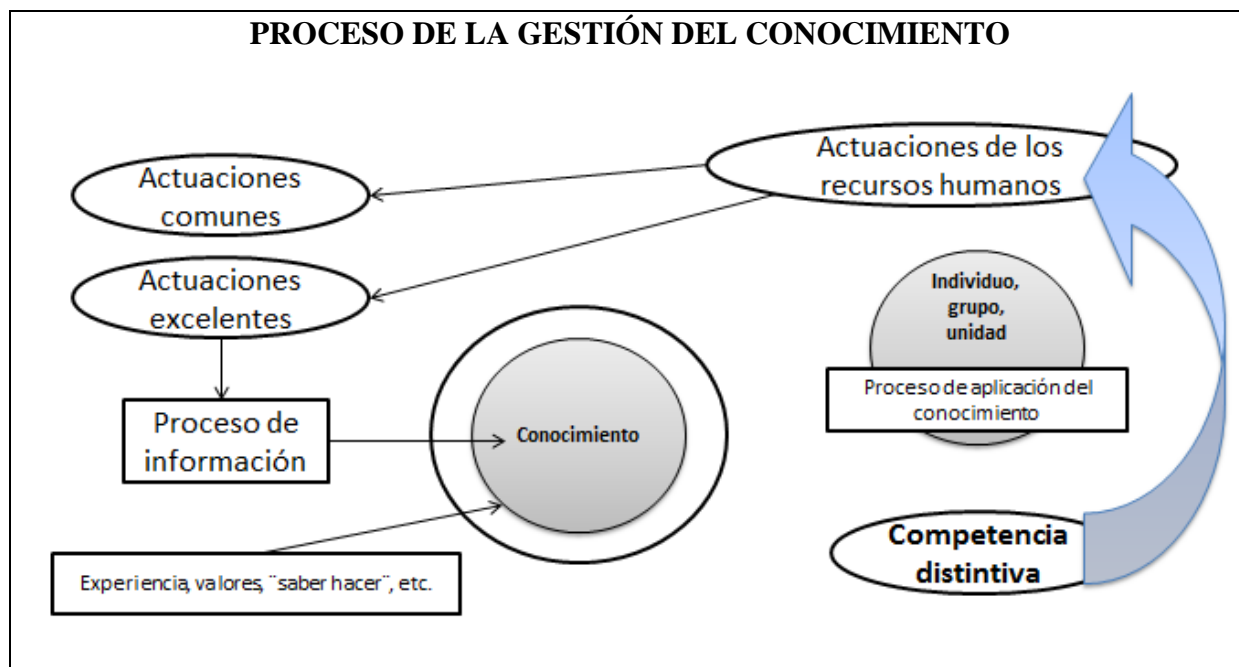 PROCESO DE LA GESTIÓN DEL CONOCIMIENTO
Actuaciones de los
recursos humanos
Actuaciones
comunes
Actuaciones
excelentes
Individuo,
grupo,
unidad
Proceso de aplicación del
conocimiento
Proceso de
información
Conocimiento
Competencia
distintiva
Experiencia, valores, ¨saber hacer¨, etc.